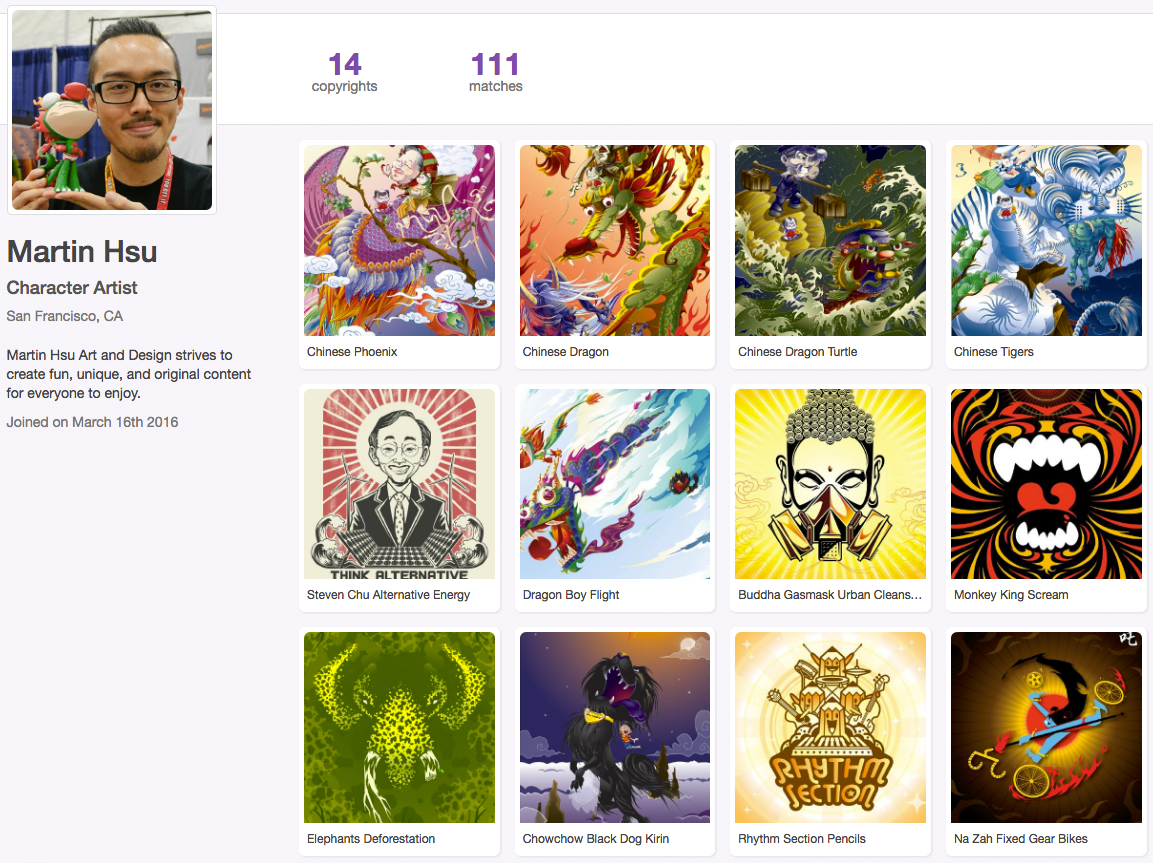 14
copyrights
111
matches
Martin Hsu
Character Artist
San Francisco, CA
Martin Hsu Art and Design strives to
create fun, unique, and original content
for everyone to enjoy.
Joined on March 16th 2016
Chinese Phoenix
Chinese Dragon
Chinese Dragon Turtle
Chinese Tigers
THINK ALTERNATIVE
Steven Chu Alternative Energy
Dragon Boy Flight
Buddha Gasmask Urban Cleans...
Monkey King Scream
Elephants Deforestation
Chowchow Black Dog Kirin
RHYTHM
SECTION
Rhythm Section Pencils
Na Zah Fixed Gear Bikes